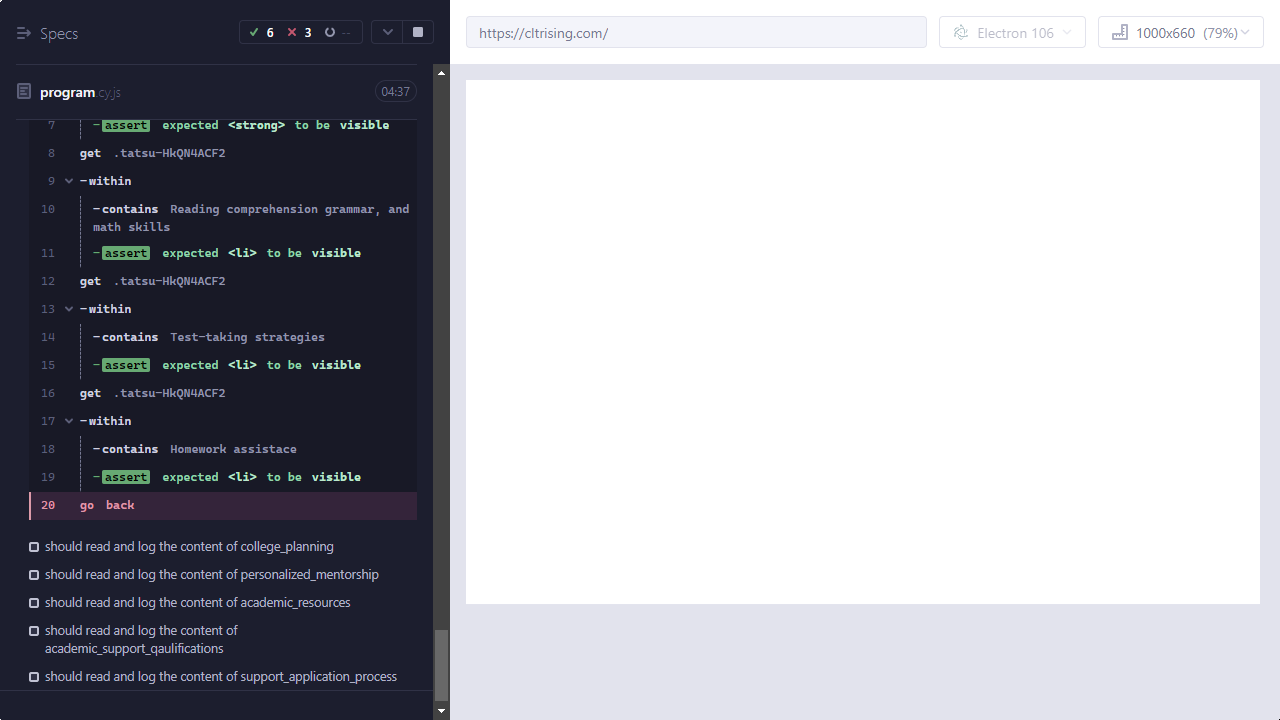 Specs
6 3 --
https://cltrising.com/
Electron 106
1000x660 (79%)
program cy.js
04:37
7 -assert expected <strong> to be visible
8 get .tatsu-HkQN4ACF2
9 -within
10 -contains Reading comprehension grammar, and
math skills
11 -assert expected <li> to be visible
12 get .tatsu-HkQN4ACF2
13 -within
14 -contains Test-taking strategies
15 -assert expected <li> to be visible
16 get .tatsu-HkQN4ACF2
17 -within
18 -contains Homework assistace
19 -assert expected <li> to be visible
20 go back
should read and log the content of college_planning
should read and log the content of personalized_mentorship
should read and log the content of academic_resources
should read and log the content of
academic_support_qaulifications
should read and log the content of support_application_process